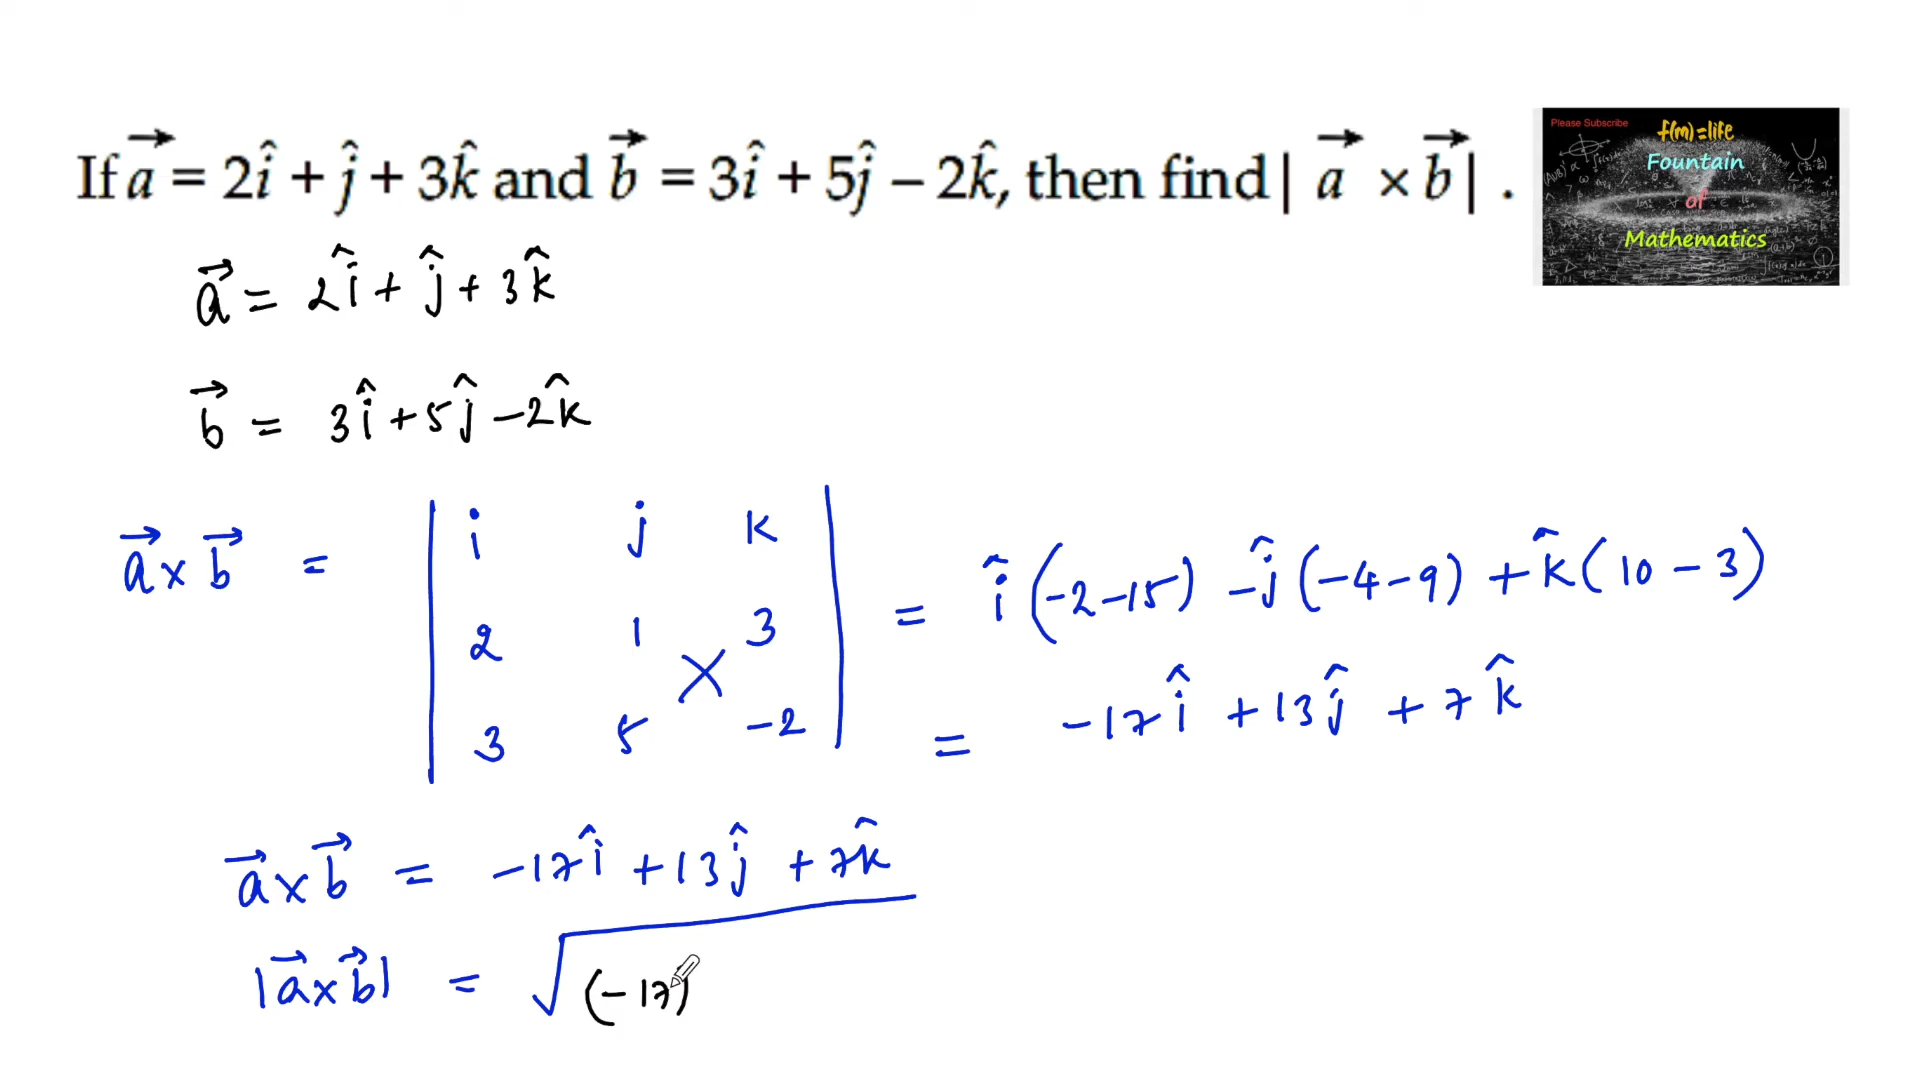 Please Subscribe
f(m)=life
Fountain
of
Mathematics
If a⃗ = 2î + ĵ + 3k̂ and b⃗ = 3î + 5ĵ – 2k̂, then find | a⃗ × b⃗ | .
a⃗ = 2î + ĵ + 3k̂
b⃗ = 3î + 5ĵ – 2k̂
a⃗ × b⃗ = | i j k | = î (-2-15) - ĵ (-4-9) + k̂ (10-3)
2 1 3
= -17î + 13ĵ + 7k̂
3 5 -2
a⃗ × b⃗ = -17î + 13ĵ + 7k̂
|a⃗ × b⃗| = √(-17)